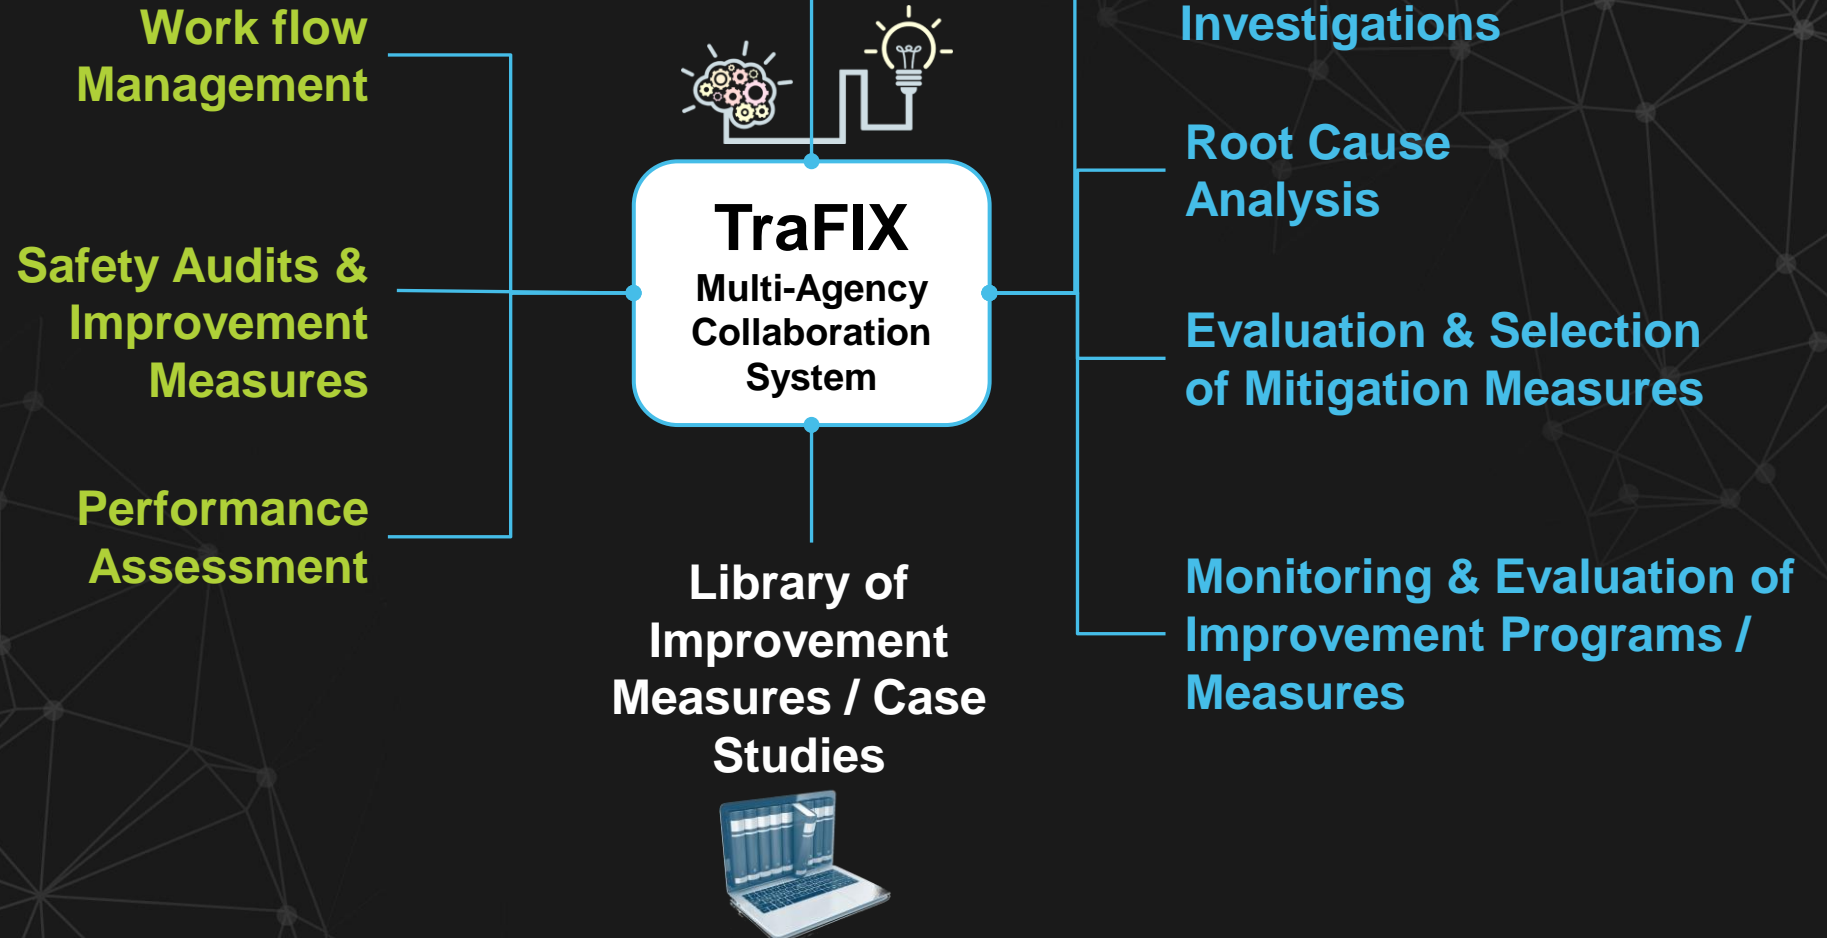 Work flow
Management
Safety Audits &
Improvement
Measures
Performance
Assessment
TraFIX
Multi-Agency
Collaboration
System
Library of
Improvement
Measures / Case
Studies
Investigations
Root Cause
Analysis
Evaluation & Selection
of Mitigation Measures
Monitoring & Evaluation of
Improvement Programs /
Measures